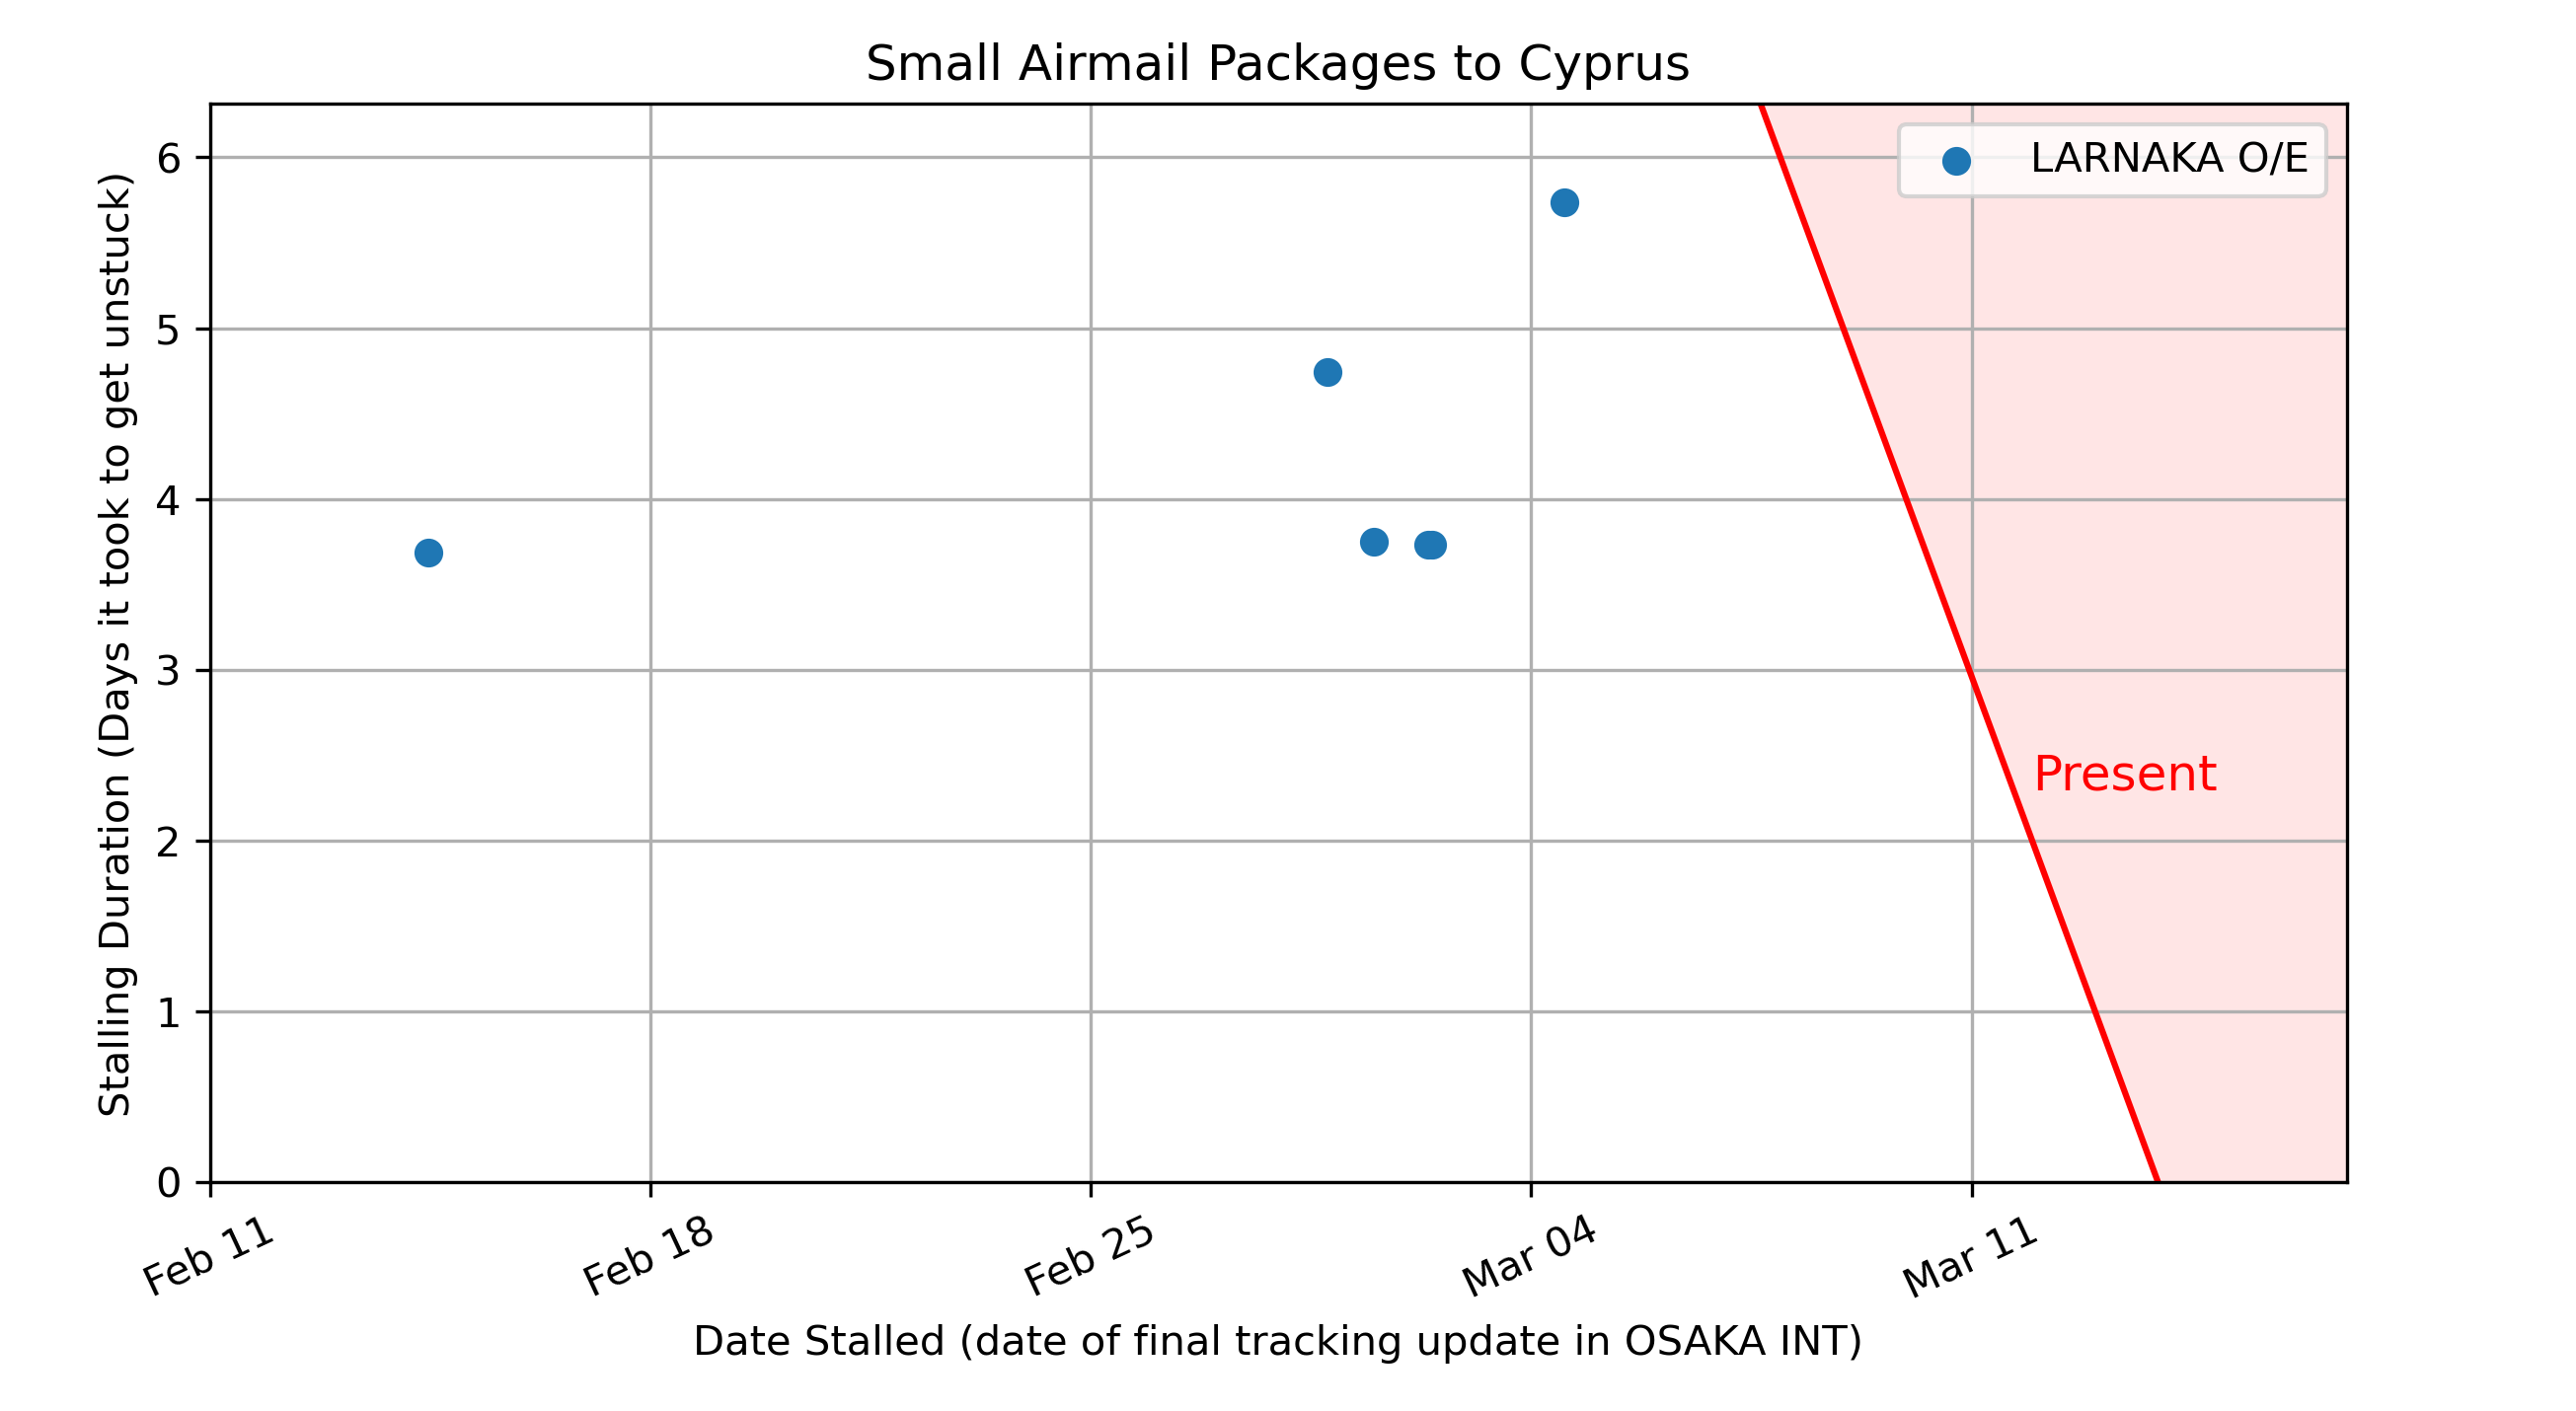 Small Airmail Packages to Cyprus
LARNAKA O/E
Present
Stalling Duration (Days it took to get unstuck)
6
5
4
3
2
1
0
Feb 11
Feb 18
Feb 25
Mar 04
Mar 11
Date Stalled (date of final tracking update in OSAKA INT)